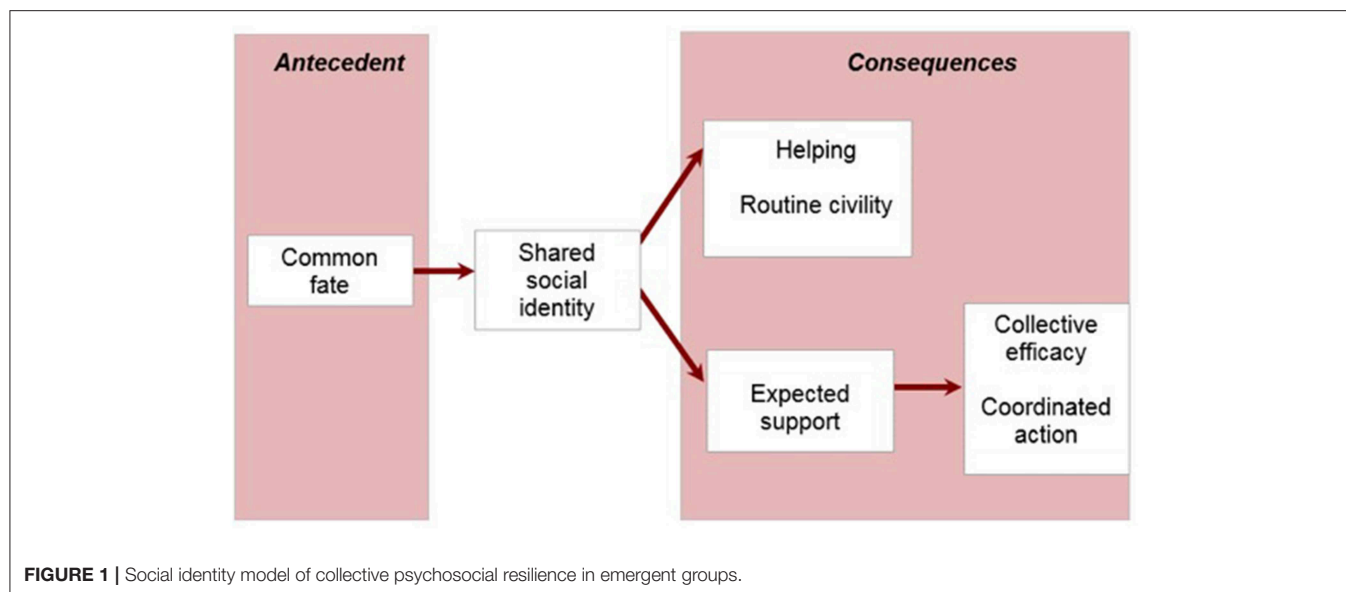 Antecedent
Consequences
Common
fate
Shared
social
identity
Helping
Routine civility
Expected
support
Collective
efficacy
Coordinated
action
FIGURE 1 | Social identity model of collective psychosocial resilience in emergent groups.